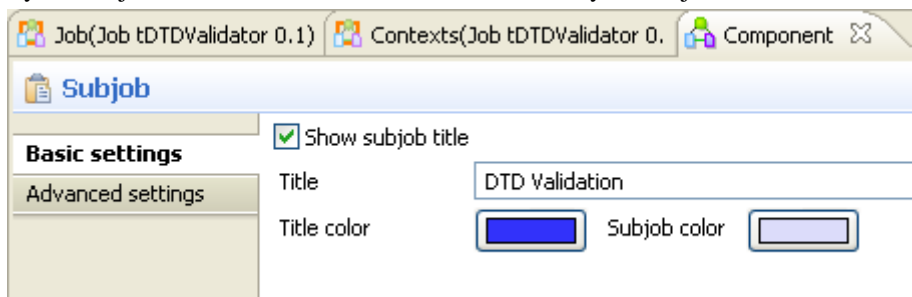 Job(Job tDTDValidator 0.1) Contexts(Job tDTDValidator 0. Component
Subjob
Basic settings
Advanced settings
Show subjob title
Title DTD Validation
Title color Subjob color